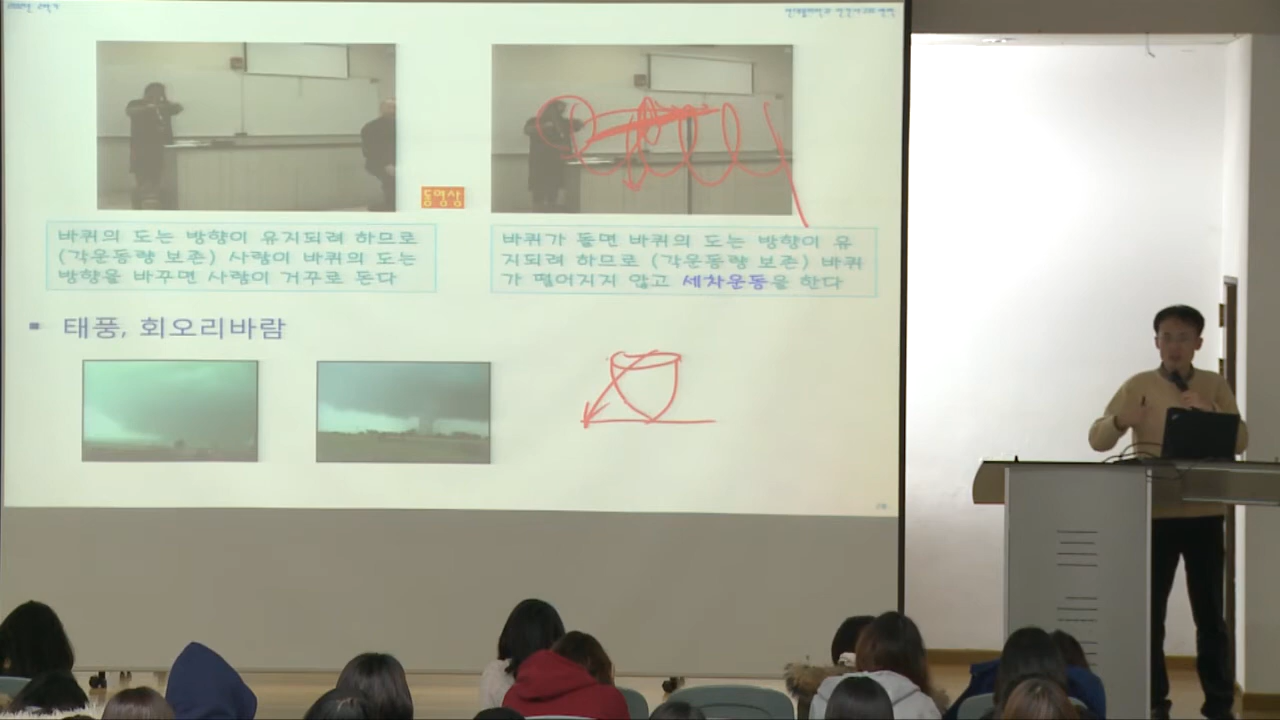 동영상
바퀴의 도는 방향이 유지되려 하므로
(각운동량 보존) 사람이 바퀴의 도는
방향을 바꾸면 사람이 거꾸로 돈다
바퀴가 돌면 바퀴의 도는 방향이 유
지되려 하므로 (각운동량 보존) 바퀴
가 떨어지지 않고 세차운동을 한다
▪ 태풍, 회오리바람